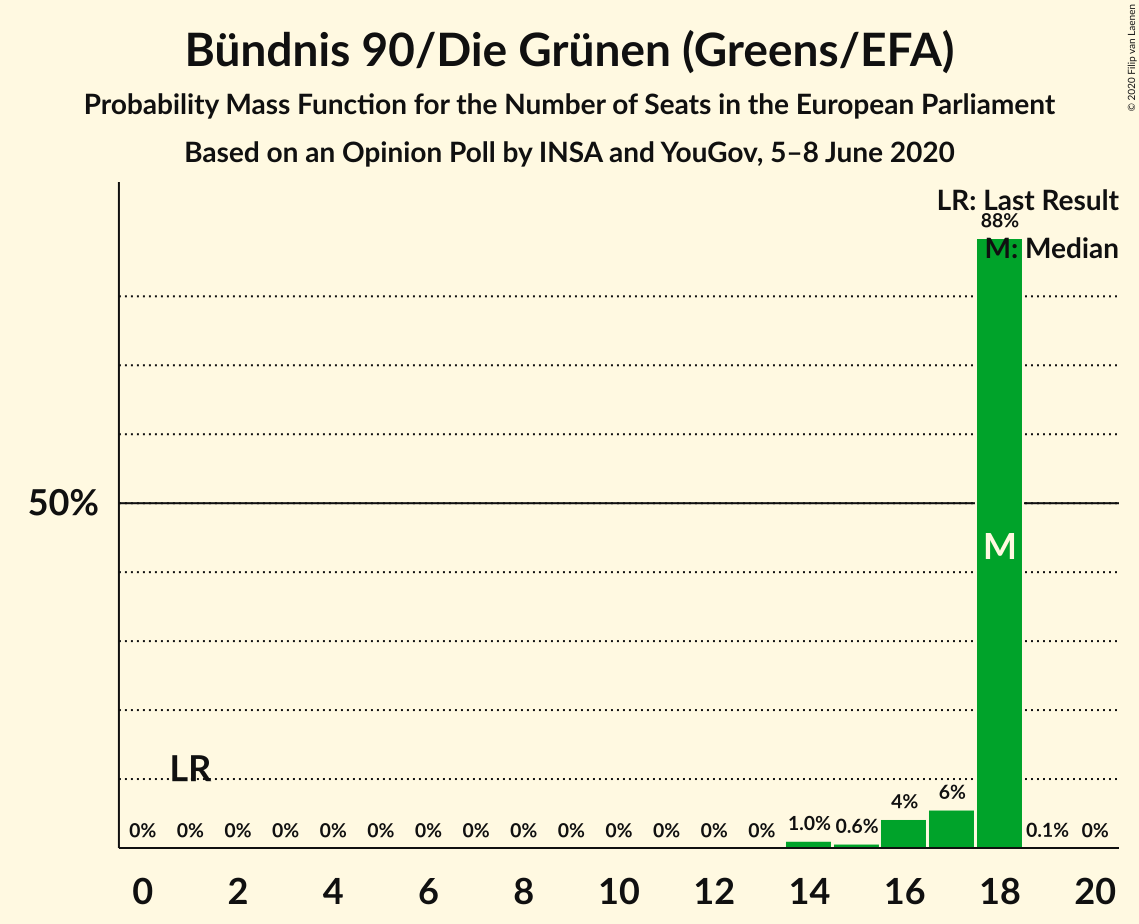 Bündnis 90/Die Grünen (Greens/EFA)
Probability Mass Function for the Number of Seats in the European Parliament
Based on an Opinion Poll by INSA and YouGov, 5–8 June 2020
© 2020 Filip van Laenen
LR: Last Result
88%
M: Median
50%
M
LR
0% 0% 0% 0% 0% 0% 0% 0% 0% 0% 0% 0% 0% 0% 1.0% 0.6% 4% 6% 0.1% 0%
0 2 4 6 8 10 12 14 16 18 20